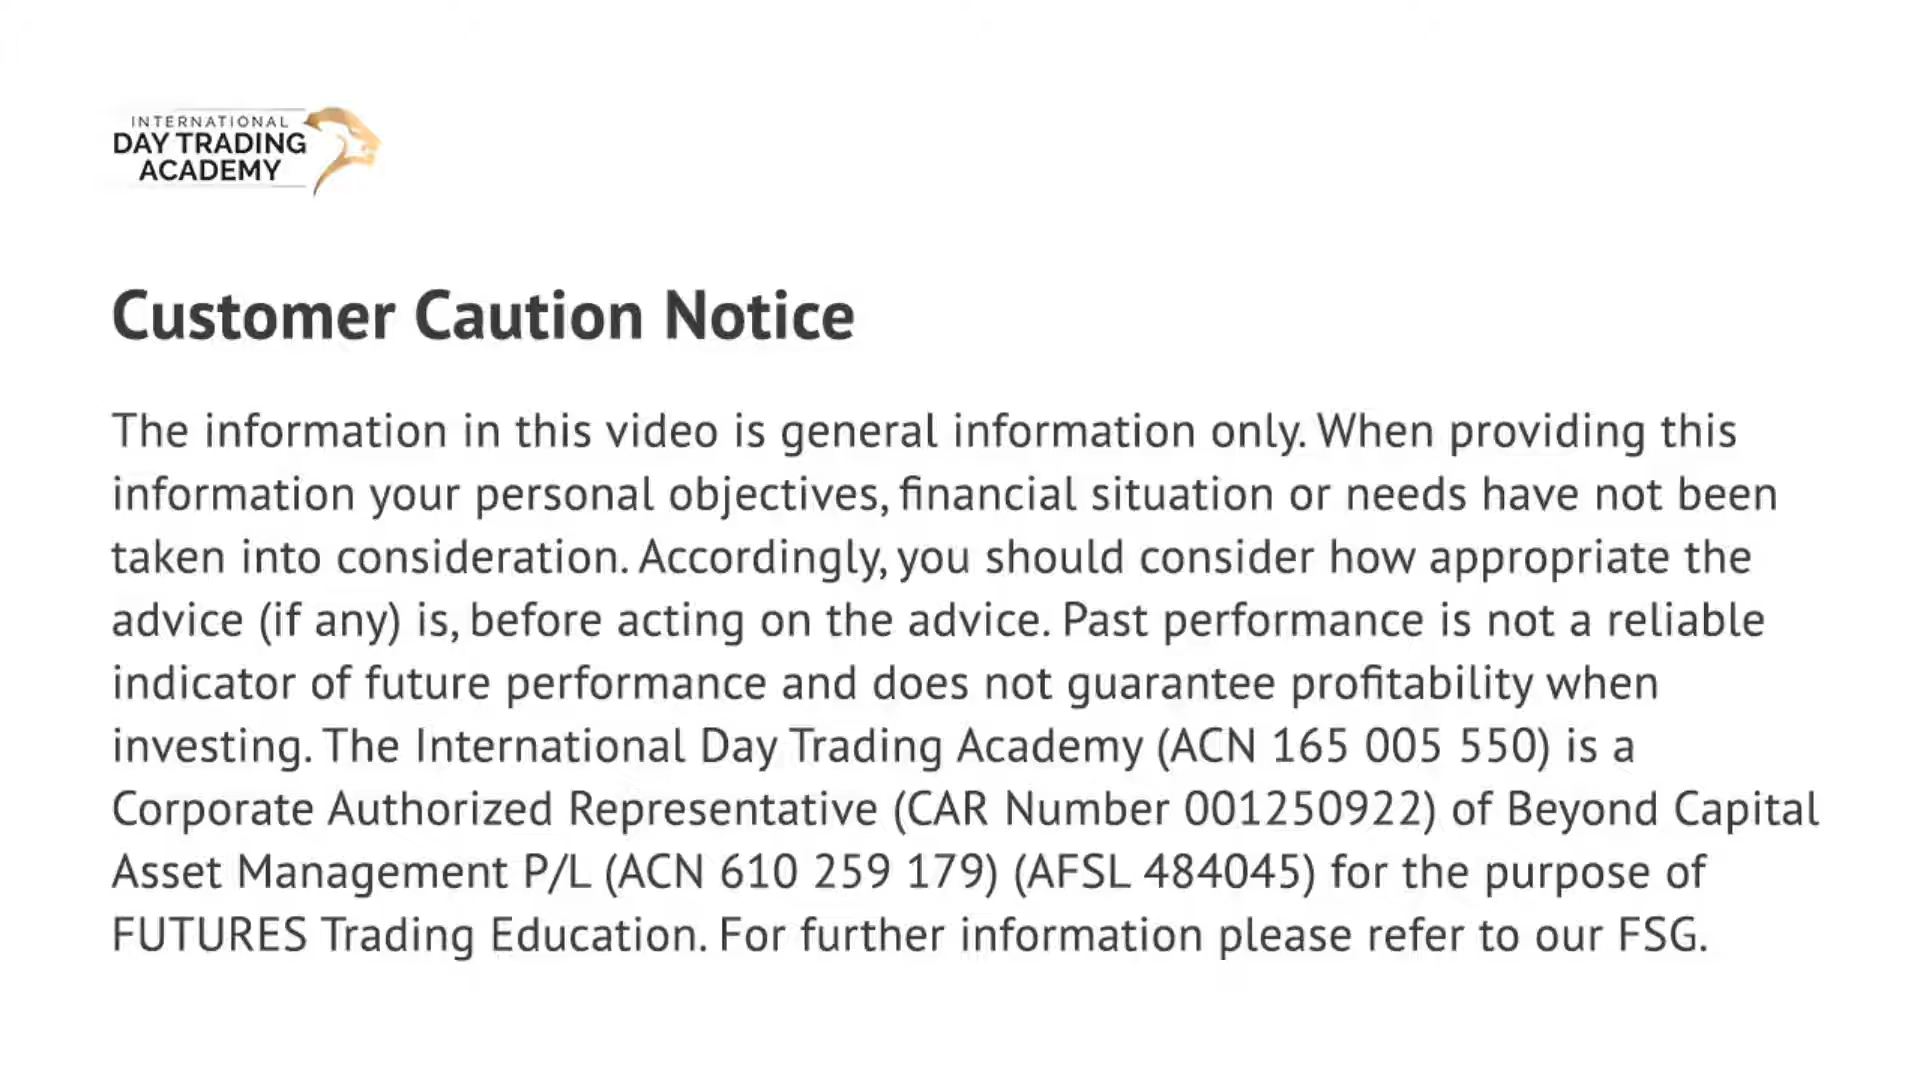 INTERNATIONAL
DAY TRADING
ACADEMY
Customer Caution Notice
The information in this video is general information only. When providing this
information your personal objectives, financial situation or needs have not been
taken into consideration. Accordingly, you should consider how appropriate the
advice (if any) is, before acting on the advice. Past performance is not a reliable
indicator of future performance and does not guarantee profitability when
investing. The International Day Trading Academy (ACN 165 005 550) is a
Corporate Authorized Representative (CAR Number 001250922) of Beyond Capital
Asset Management P/L (ACN 610 259 179) (AFSL 484045) for the purpose of
FUTURES Trading Education. For further information please refer to our FSG.